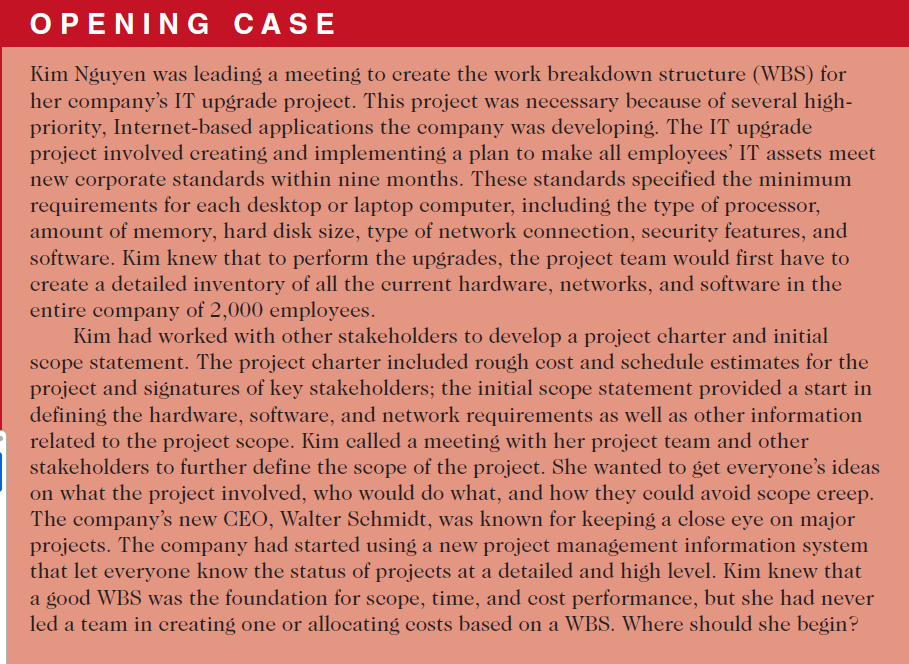 OPENING CASE
Kim Nguyen was leading a meeting to create the work breakdown structure (WBS) for
her company's IT upgrade project. This project was necessary because of several high-
priority, Internet-based applications the company was developing. The IT upgrade
project involved creating and implementing a plan to make all employees' IT assets meet
new corporate standards within nine months. These standards specified the minimum
requirements for each desktop or laptop computer, including the type of processor,
amount of memory, hard disk size, type of network connection, security features, and
software. Kim knew that to perform the upgrades, the project team would first have to
create a detailed inventory of all the current hardware, networks, and software in the
entire company of 2,000 employees.
Kim had worked with other stakeholders to develop a project charter and initial
scope statement. The project charter included rough cost and schedule estimates for the
project and signatures of key stakeholders; the initial scope statement provided a start in
defining the hardware, software, and network requirements as well as other information
related to the project scope. Kim called a meeting with her project team and other
stakeholders to further define the scope of the project. She wanted to get everyone's ideas
on what the project involved, who would do what, and how they could avoid scope creep.
The company's new CEO, Walter Schmidt, was known for keeping a close eye on major
projects. The company had started using a new project management information system
that let everyone know the status of projects at a detailed and high level. Kim knew that
a good WBS was the foundation for scope, time, and cost performance, but she had never
led a team in creating one or allocating costs based on a WBS. Where should she begin?